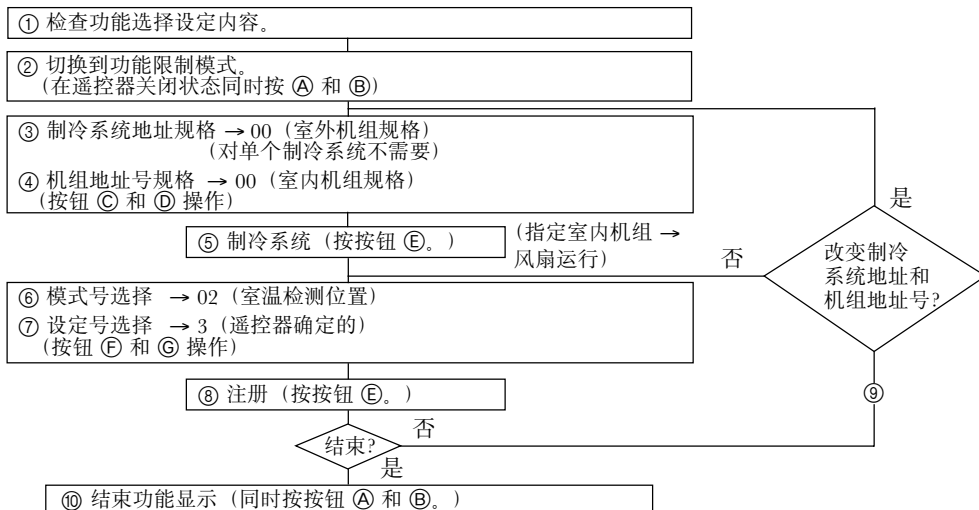 ① 检查功能选择设定内容。
② 切换到功能限制模式。
(在遥控器关闭状态同时按 Ⓐ 和 Ⓑ)
③ 制冷系统地址规格 → 00 (室外机组规格)
(对单个制冷系统不需要)
④ 机组地址号规格 → 00 (室内机组规格)
(按钮 Ⓒ 和 Ⓓ 操作)
⑤ 制冷系统 (按按钮 Ⓔ。)
(指定室内机组 →
风扇运行)
否
是
改变制冷
系统地址和
机组地址号?
⑥ 模式号选择 → 02 (室温检测位置)
⑦ 设定号选择 → 3 (遥控器确定的)
(按钮 Ⓕ 和 Ⓖ 操作)
⑧ 注册 (按按钮 Ⓔ。)
⑨
结束?
否
是
⑩ 结束功能显示 (同时按按钮 Ⓐ 和 Ⓑ。)